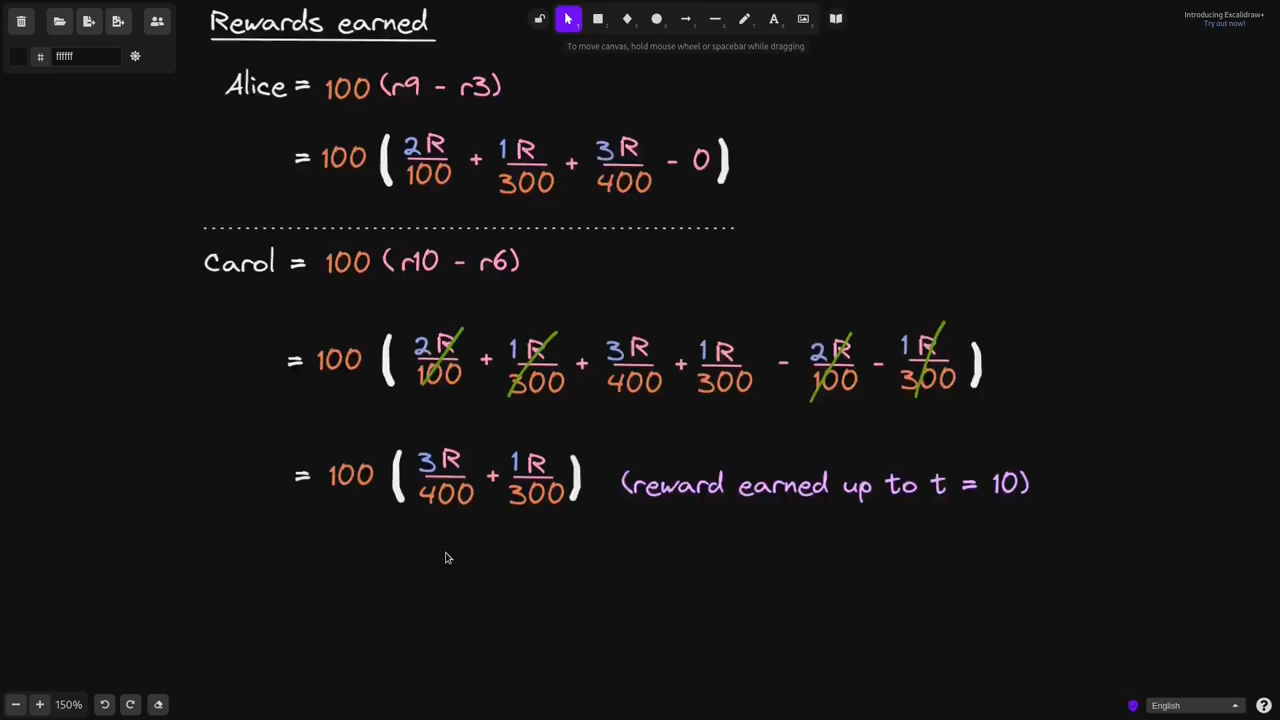 Rewards earned
# ffffff
Introducing Excalidraw+
Try out now!
To move canvas, hold mouse wheel or spacebar while dragging
Alice = 100 (r9 - r3)
= 100 ( 2R/100 + 1R/300 + 3R/400 - 0 )
Carol = 100 (r10 - r6)
= 100 ( 2R/100 + 1R/300 + 3R/400 + 1R/300 - 2R/100 - 1R/300 )
= 100 ( 3R/400 + 1R/300 ) (reward earned up to t = 10)
150%
English